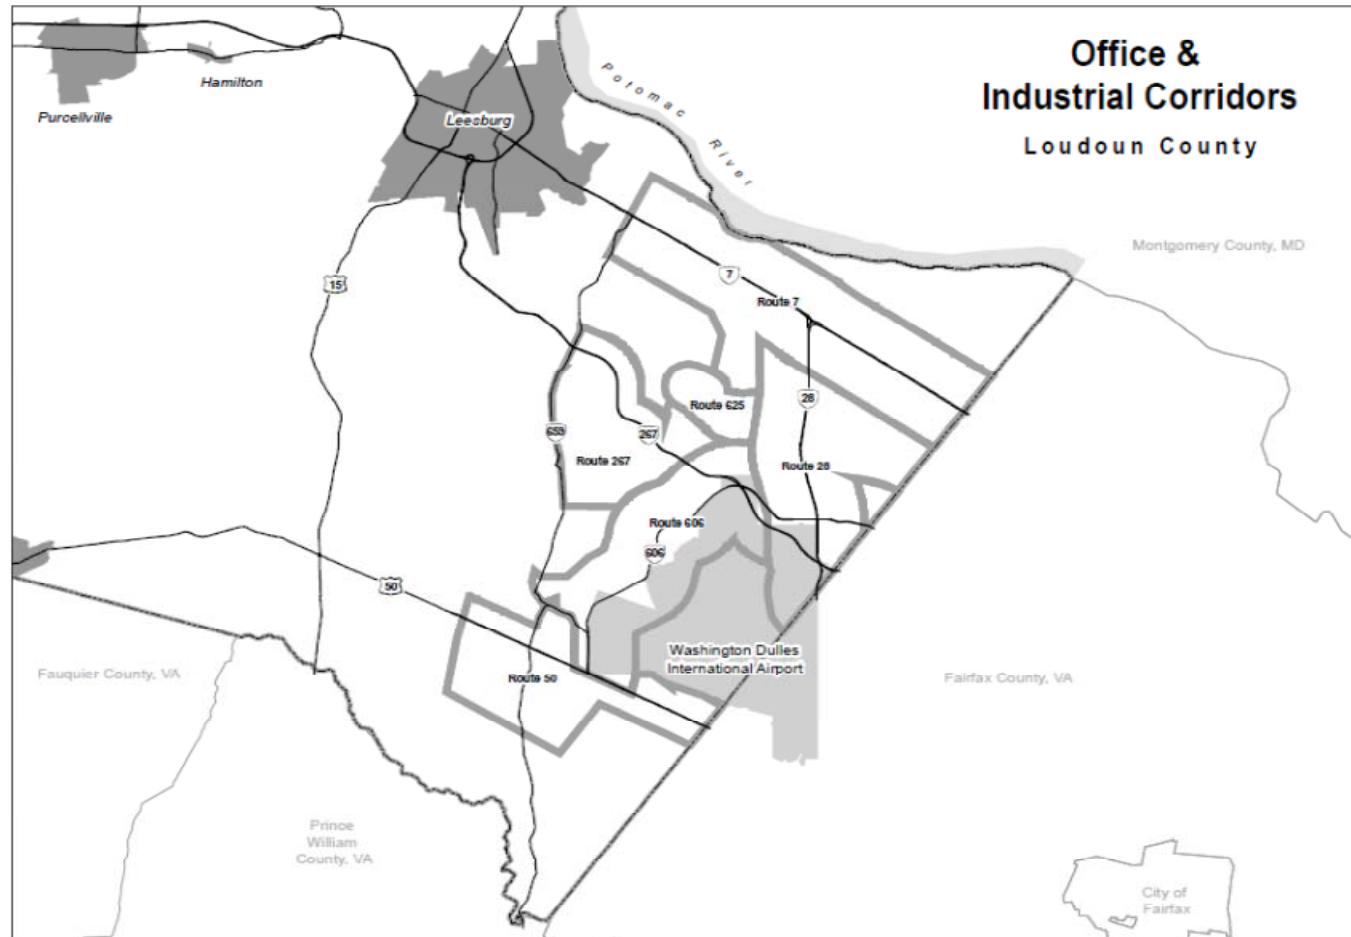 Office &
Industrial Corridors
Loudoun County
Potomac River
Hamilton
Purcellville
Leesburg
Montgomery County, MD
7
15
Route 7
28
Route 625
659
267
Route 267
Route 28
Route 606
606
50
Washington Dulles
International Airport
Fauquier County, VA
Route 50
Fairfax County, VA
Prince
William
County, VA
City of
Fairfax